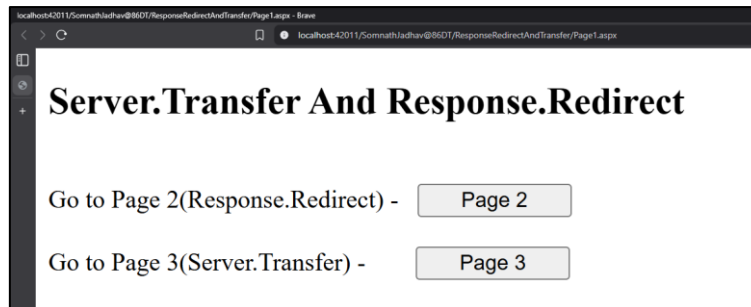 localhost:42011/SomnathJadhav@86DT/ResponseRedirectAndTransfer/Page1.aspx - Brave
localhost:42011/SomnathJadhav@86DT/ResponseRedirectAndTransfer/Page1.aspx
Server.Transfer And Response.Redirect
Go to Page 2(Response.Redirect) - Page 2
Go to Page 3(Server.Transfer) - Page 3